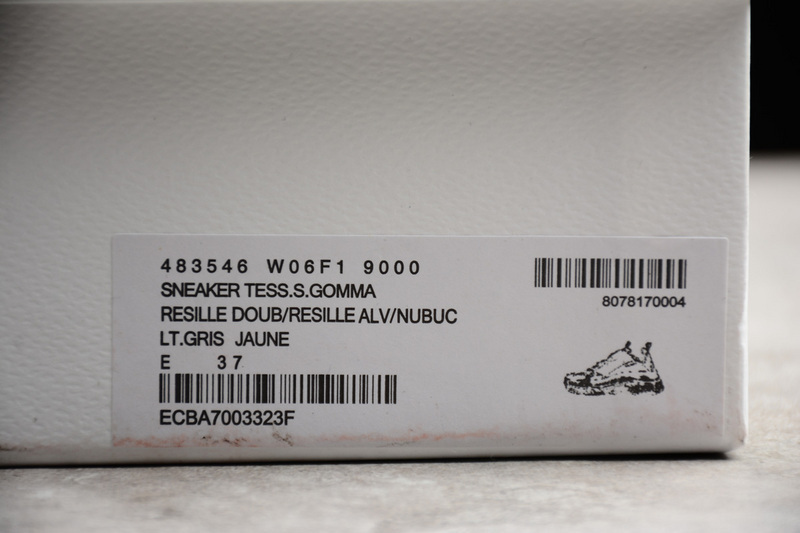 483546 W06F1 9000
SNEAKER TESS.S.GOMMA
RESILLE DOUB/RESILLE ALV/NUBUC
LT.GRIS JAUNE
E 37
ECBA7003323F
8078170004